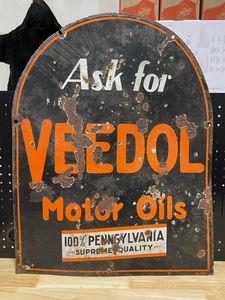 Ask for
VEEDOL
Motor Oils
100% PENNSYLVANIA
SUPREME QUALITY